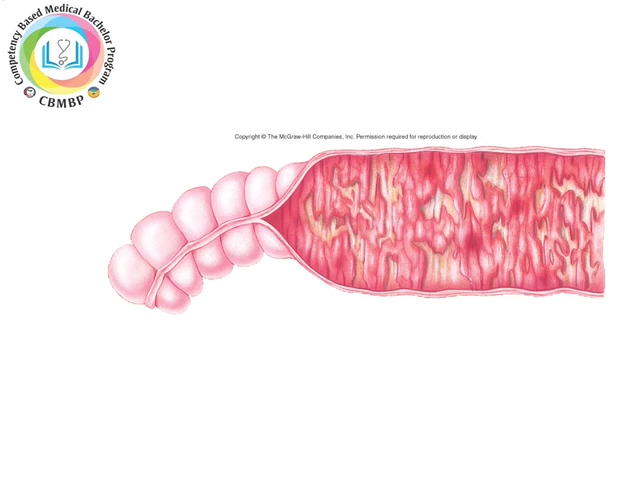 Competency Based Medical Bachelor Program
CBMBP
Copyright © The McGraw-Hill Companies, Inc. Permission required for reproduction or display.